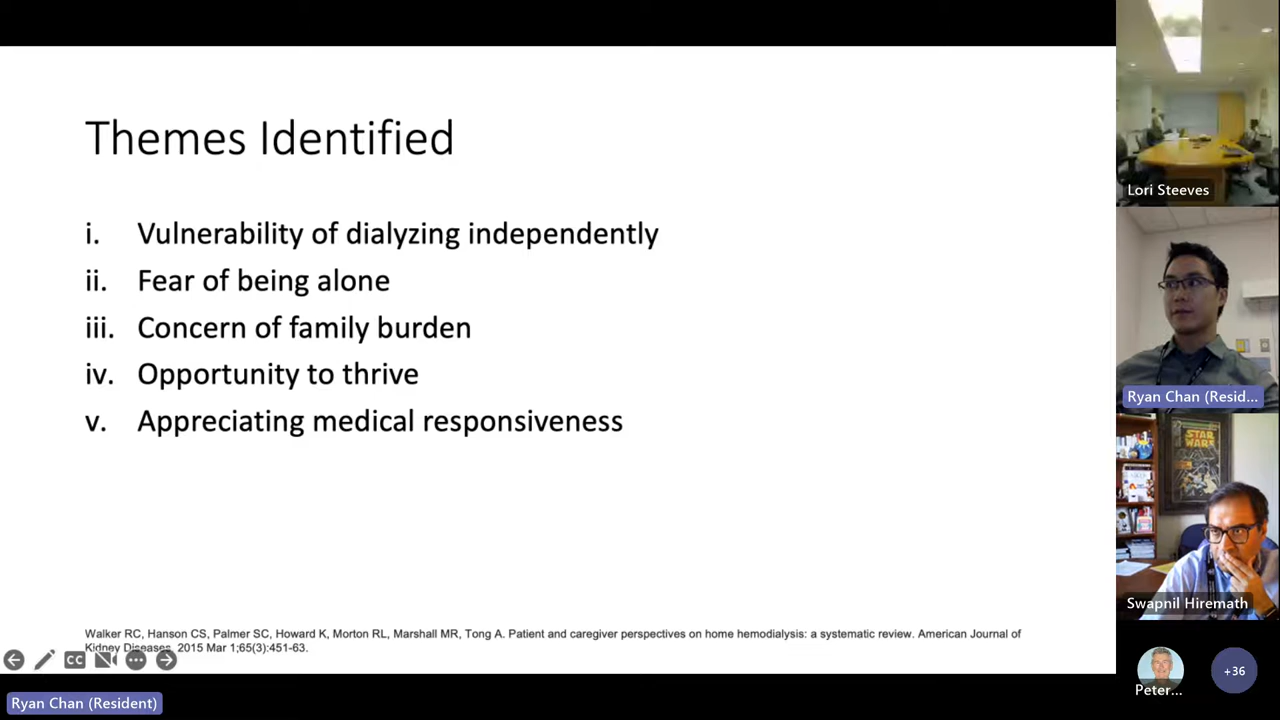 Themes Identified
i. Vulnerability of dialyzing independently
ii. Fear of being alone
iii. Concern of family burden
iv. Opportunity to thrive
v. Appreciating medical responsiveness
Walker RC, Hanson CS, Palmer SC, Howard K, Morton RL, Marshall MR, Tong A. Patient and caregiver perspectives on home hemodialysis: a systematic review. American Journal of
Kidney Diseases. 2015 Mar 1;65(3):451-63.
CC
Ryan Chan (Resident)
Lori Steeves
Ryan Chan (Resid...
STAR
WARS
Swapnil Hiremath
Peter...
+36